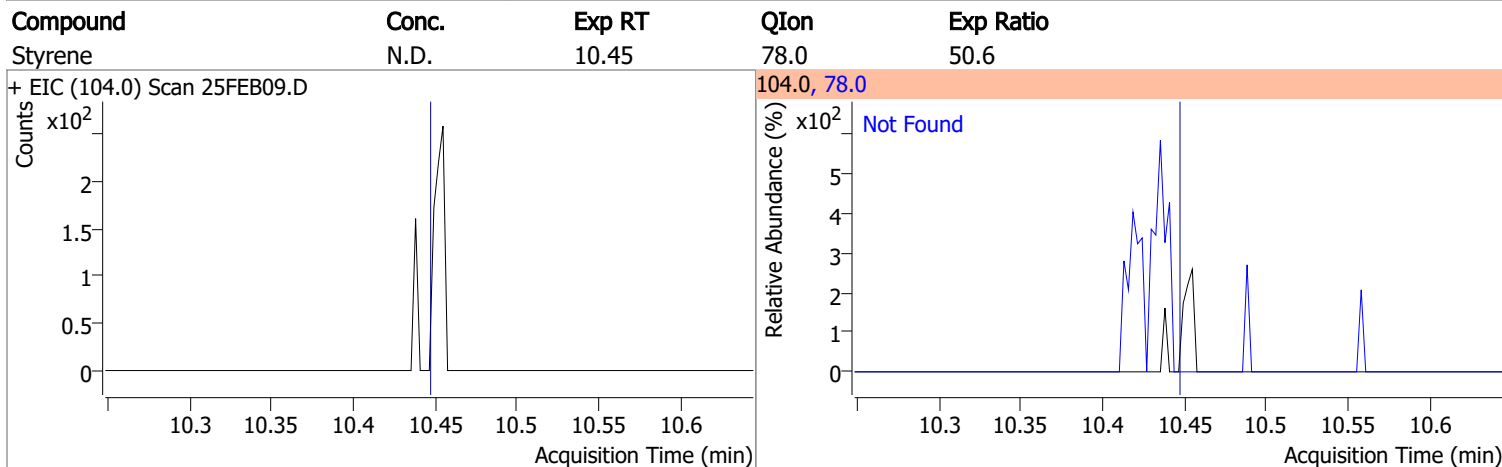 Compound Conc. Exp RT QIon Exp Ratio
Styrene N.D. 10.45 78.0 50.6
+ EIC (104.0) Scan 25FEB09.D
Counts
x10²
2
1.5
1
0.5
0
10.3 10.35 10.4 10.45 10.5 10.55 10.6
Acquisition Time (min)
104.0, 78.0
Relative Abundance (%)
x10²
Not Found
5
4
3
2
1
0
10.3 10.35 10.4 10.45 10.5 10.55 10.6
Acquisition Time (min)